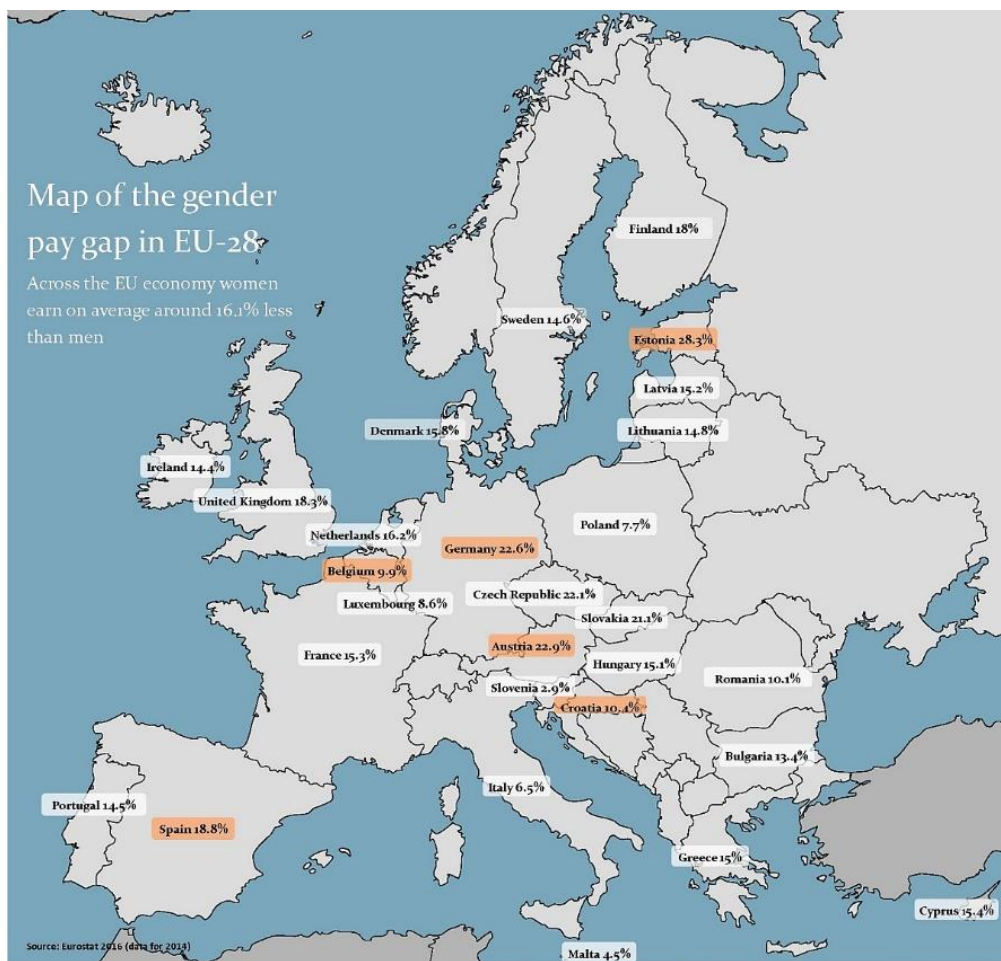 Map of the gender
pay gap in EU-28
Across the EU economy women
earn on average around 16.1% less
than men
Finland 18%
Sweden 14.6%
Estonia 28.3%
Latvia 15.2%
Denmark 15.8%
Lithuania 14.8%
Ireland 14.4%
United Kingdom 18.3%
Netherlands 16.2%
Poland 7.7%
Germany 22.6%
Belgium 9.9%
Czech Republic 22.1%
Luxembourg 8.6%
Slovakia 21.1%
Austria 22.9%
France 15.3%
Hungary 15.1%
Romania 10.1%
Slovenia 2.9%
Croatia 10.4%
Bulgaria 13.4%
Italy 6.5%
Portugal 14.5%
Spain 18.8%
Greece 15%
Cyprus 15.4%
Source: Eurostat 2016 (data for 2014)
Malta 4.5%